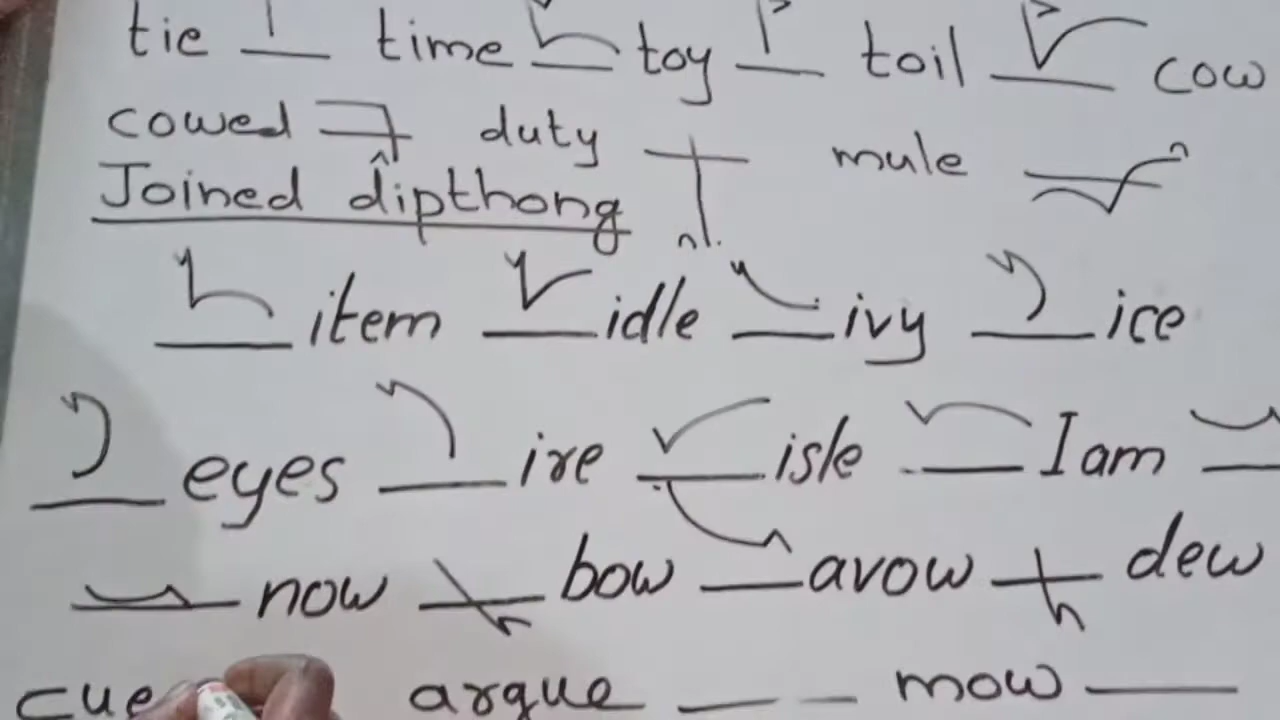 tie time toy toil cow
cowed duty mule
Joined dipthong
item idle ivy ice
eyes ire isle I am
now bow avow dew
cue argue mow